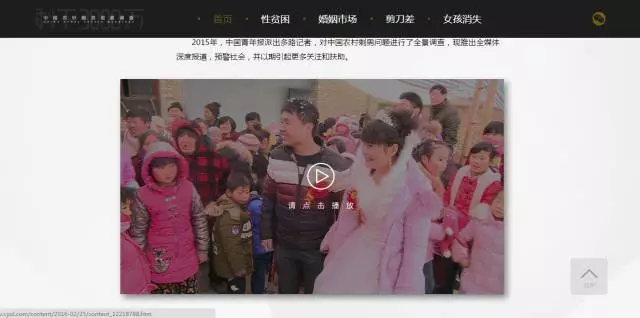 首页
性贫困
婚姻市场
剪刀差
女孩消失
2015年，中国青年报派出多路记者，对中国农村剩男问题进行了全景调查，现推出全媒体
深度报道，预警社会，并以期引起更多关注和扶助。
请点击播放